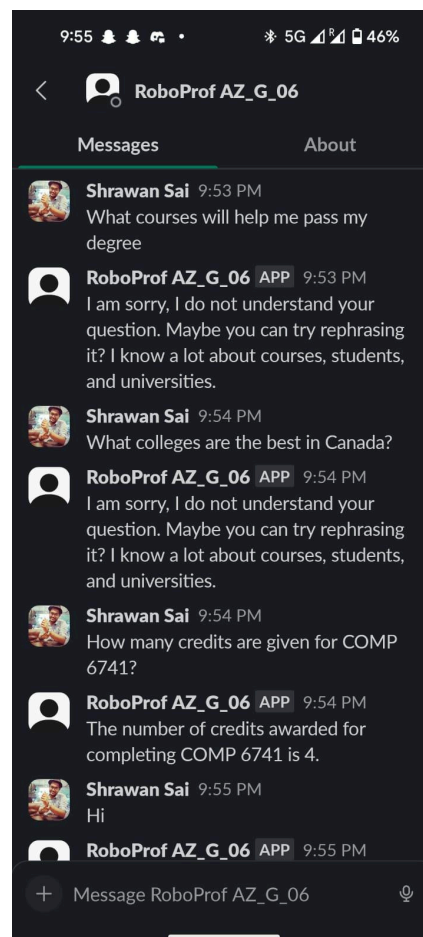 9:55
5G R 46%
RoboProf AZ_G_06
Messages About
Shrawan Sai 9:53 PM
What courses will help me pass my
degree
RoboProf AZ_G_06 APP 9:53 PM
I am sorry, I do not understand your
question. Maybe you can try rephrasing
it? I know a lot about courses, students,
and universities.
Shrawan Sai 9:54 PM
What colleges are the best in Canada?
RoboProf AZ_G_06 APP 9:54 PM
I am sorry, I do not understand your
question. Maybe you can try rephrasing
it? I know a lot about courses, students,
and universities.
Shrawan Sai 9:54 PM
How many credits are given for COMP
6741?
RoboProf AZ_G_06 APP 9:54 PM
The number of credits awarded for
completing COMP 6741 is 4.
Shrawan Sai 9:55 PM
Hi
RoboProf AZ_G_06 APP 9:55 PM
Message RoboProf AZ_G_06